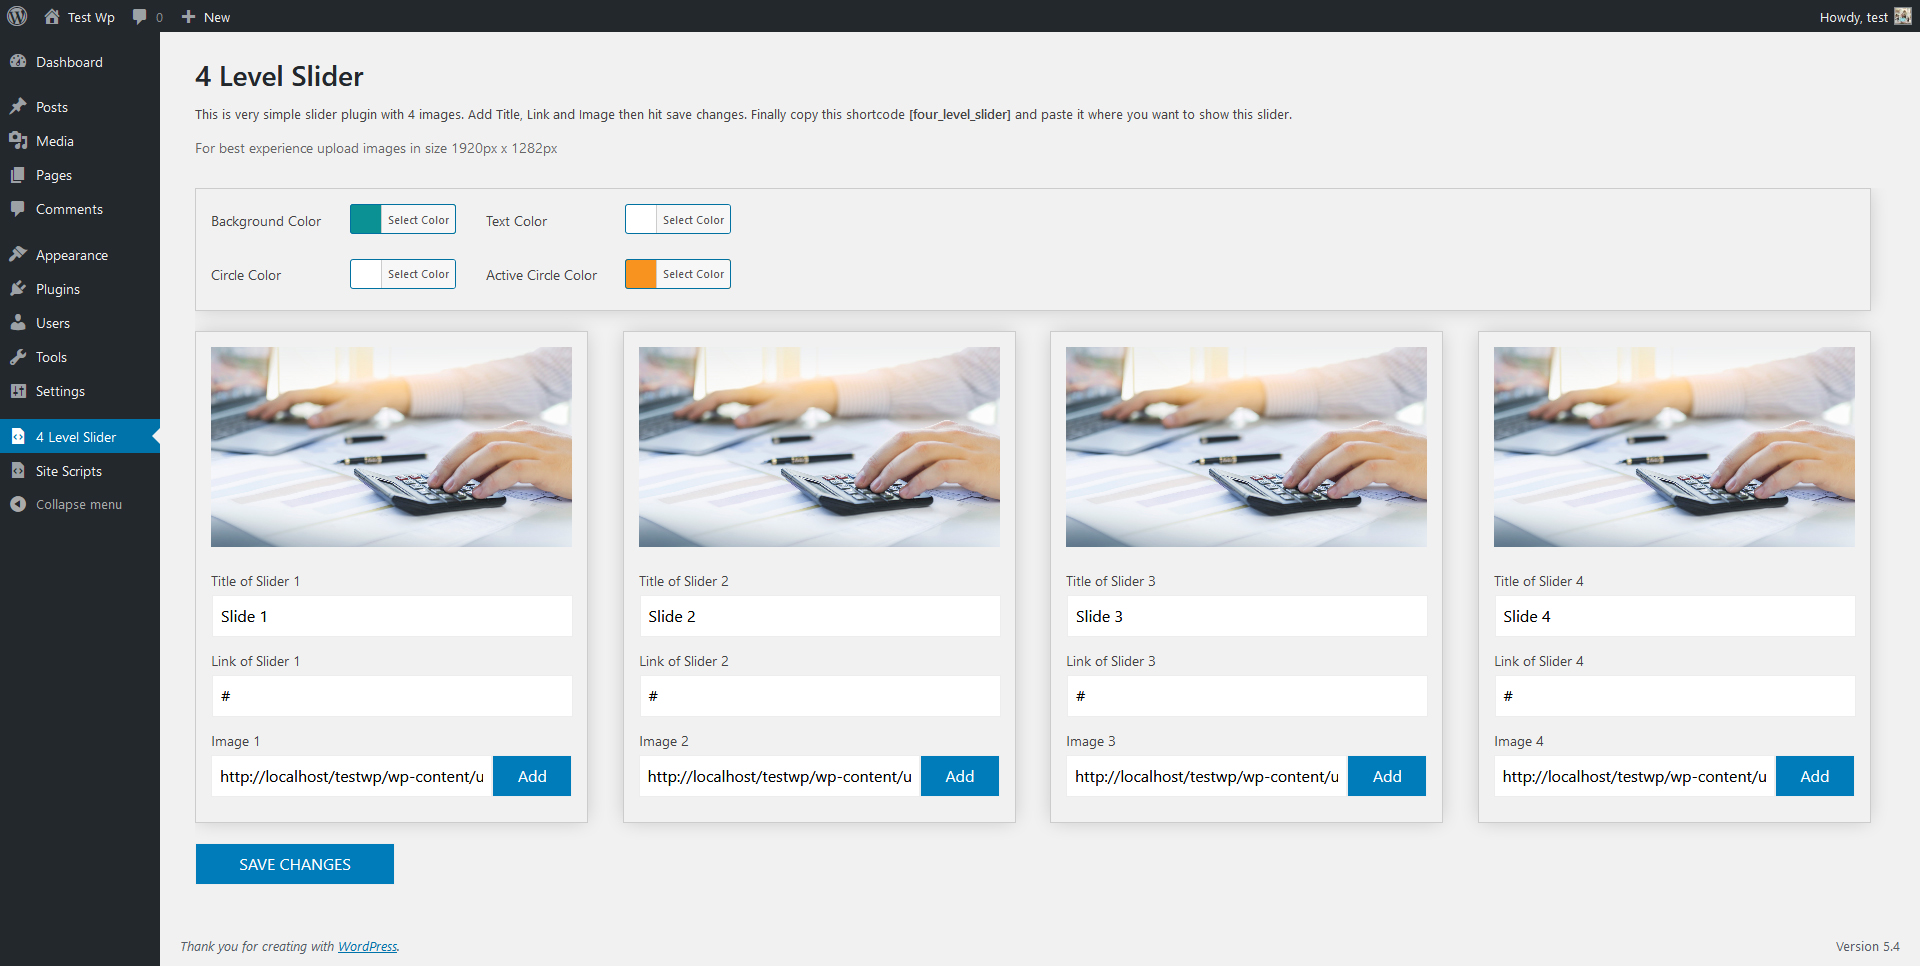 Test Wp
0
New
Howdy, test
Dashboard
Posts
Media
Pages
Comments
Appearance
Plugins
Users
Tools
Settings
4 Level Slider
Site Scripts
Collapse menu
4 Level Slider
This is very simple slider plugin with 4 images. Add Title, Link and Image then hit save changes. Finally copy this shortcode [four_level_slider] and paste it where you want to show this slider.
For best experience upload images in size 1920px x 1282px
Background Color Select Color Text Color Select Color
Circle Color Select Color Active Circle Color Select Color
Title of Slider 1
Slide 1
Link of Slider 1
#
Image 1
http://localhost/testwp/wp-content/u Add
Title of Slider 2
Slide 2
Link of Slider 2
#
Image 2
http://localhost/testwp/wp-content/u Add
Title of Slider 3
Slide 3
Link of Slider 3
#
Image 3
http://localhost/testwp/wp-content/u Add
Title of Slider 4
Slide 4
Link of Slider 4
#
Image 4
http://localhost/testwp/wp-content/u Add
SAVE CHANGES
Thank you for creating with WordPress.
Version 5.4